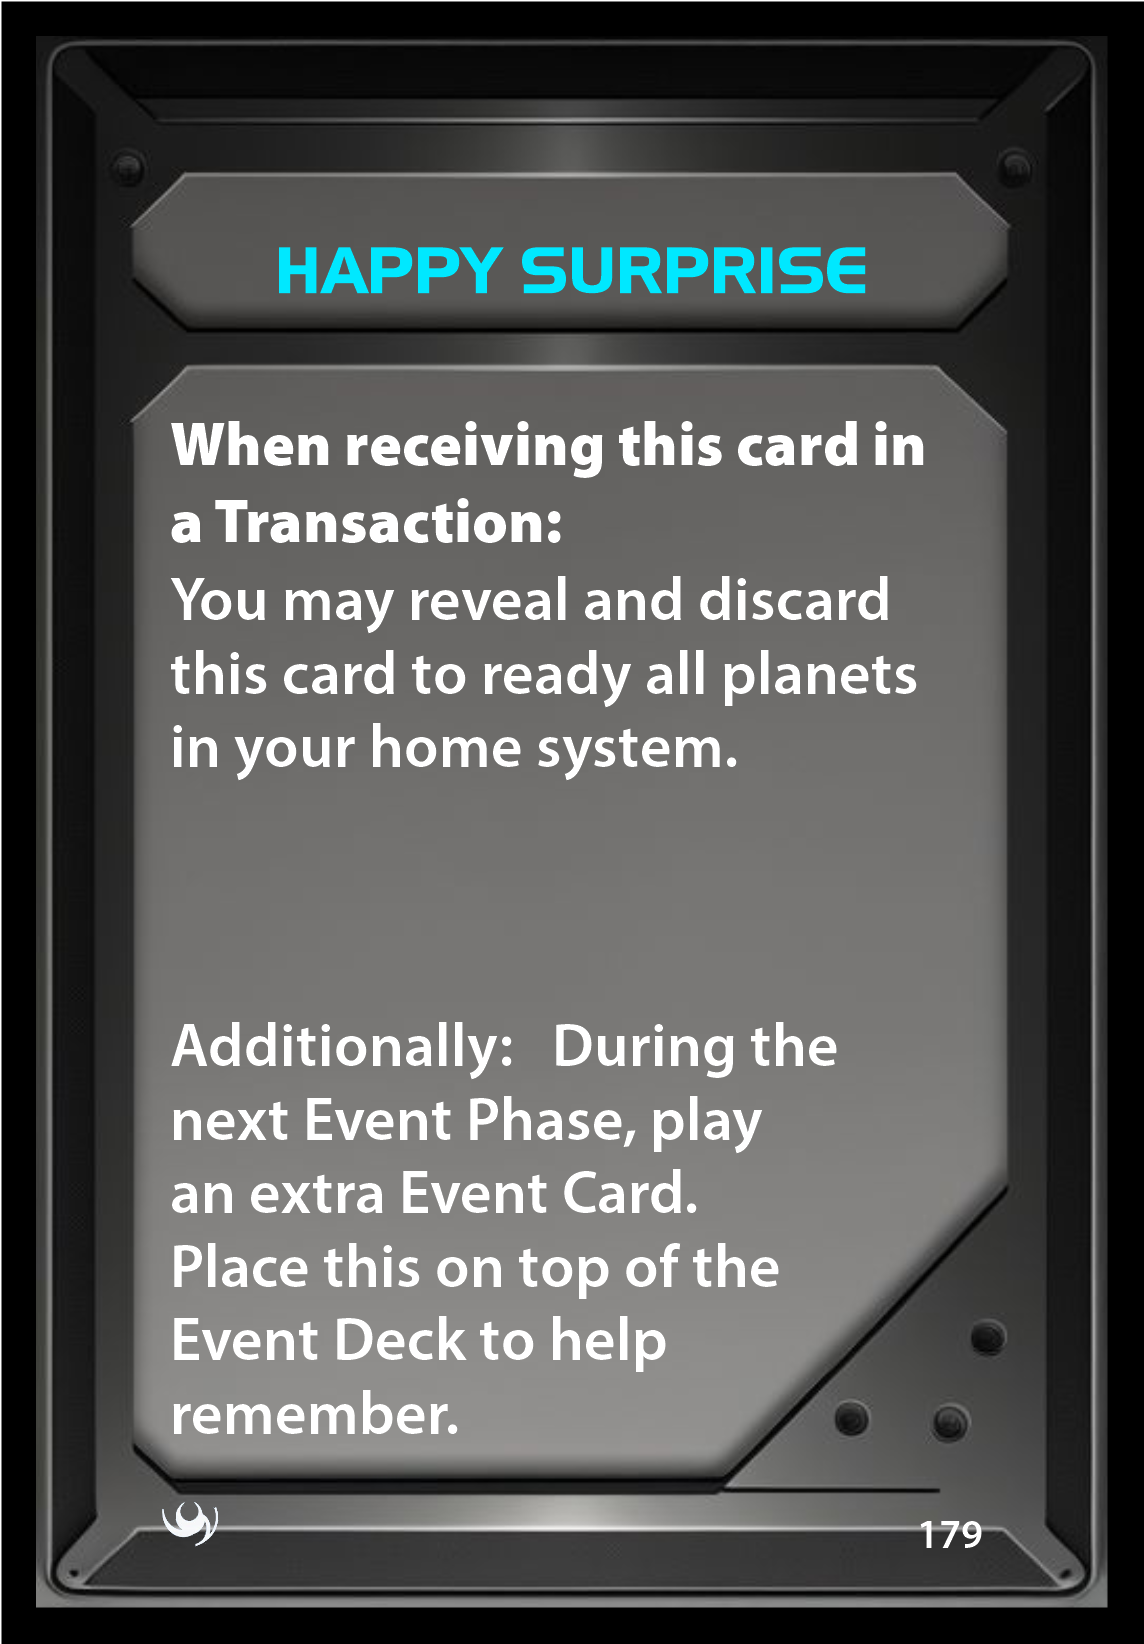 HAPPY SURPRISE
When receiving this card in
a Transaction:
You may reveal and discard
this card to ready all planets
in your home system.
Additionally:   During the
next Event Phase, play
an extra Event Card.
Place this on top of the
Event Deck to help
remember.
179